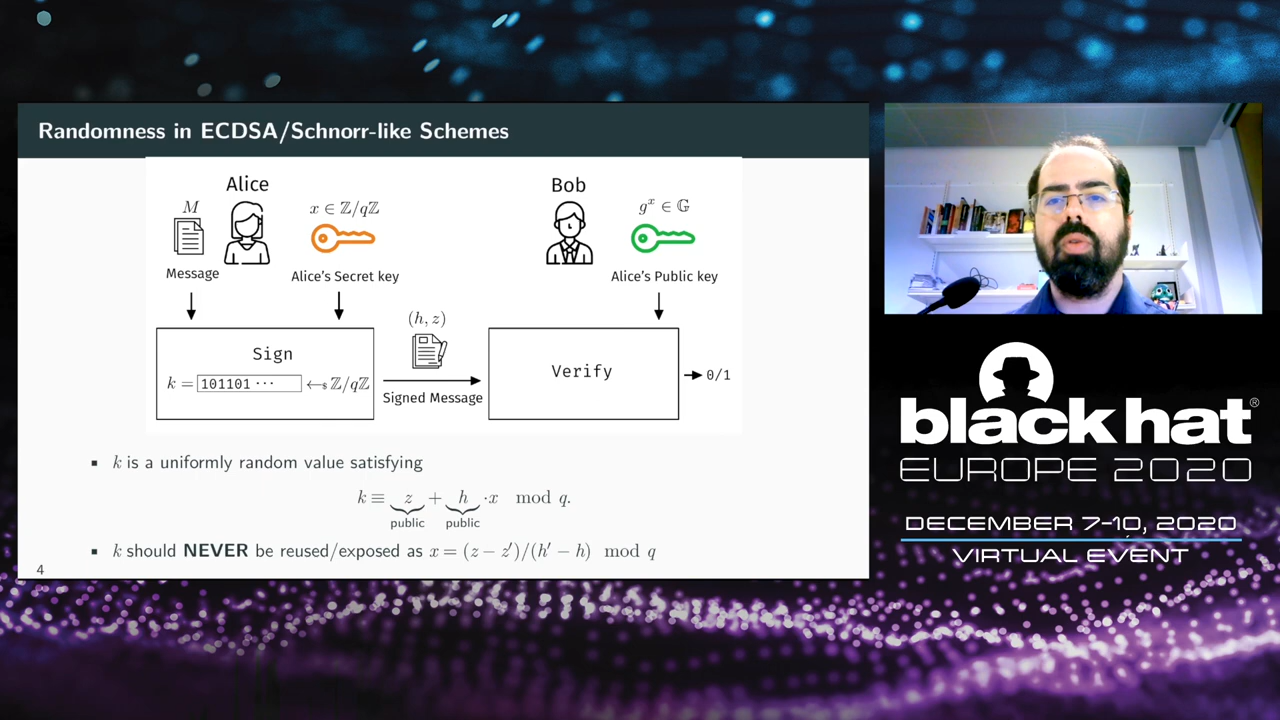 Randomness in ECDSA/Schnorr-like Schemes
Alice
Bob
M
x ∈ ℤ/qℤ
g^x ∈ 𝔾
Message
Alice's Secret key
Alice's Public key
(h, z)
Sign
k = 101101 ··· ←$ ℤ/qℤ
Signed Message
Verify
0/1
▪ k is a uniformly random value satisfying
k ≡ z + h · x mod q.
public public
▪ k should NEVER be reused/exposed as x = (z − z′)/(h′ − h) mod q
4
black hat®
EUROPE 2020
DECEMBER 7-10, 2020
VIRTUAL EVENT